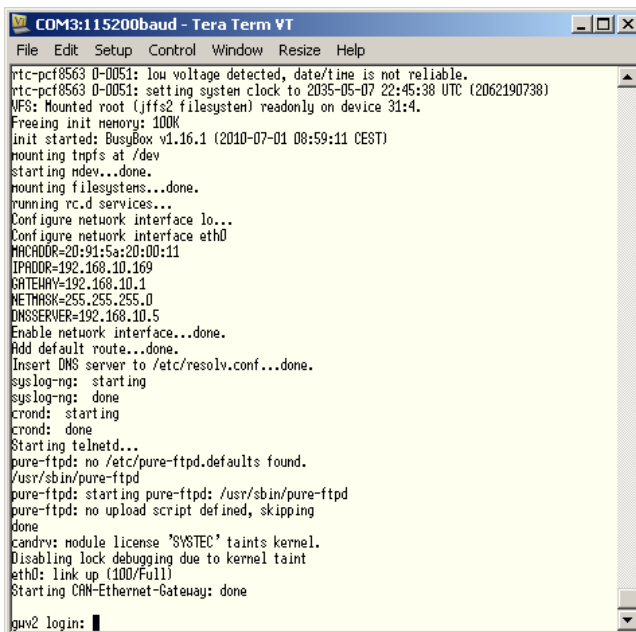 COM3:115200baud - Tera Term VT
File Edit Setup Control Window Resize Help
rtc-pcf8563 0-0051: low voltage detected, date/time is not reliable.
rtc-pcf8563 0-0051: setting system clock to 2035-05-07 22:45:38 UTC (2062190738)
VFS: Mounted root (jffs2 filesystem) readonly on device 31:4.
Freeing init memory: 100K
init started: BusyBox v1.16.1 (2010-07-01 08:59:11 CEST)
mounting tmpfs at /dev
starting mdev...done.
mounting filesystems...done.
running rc.d services...
Configure network interface lo...
Configure network interface eth0
MACADDR=20:91:5a:20:00:11
IPADDR=192.168.10.169
GATEWAY=192.168.10.1
NETMASK=255.255.255.0
DNSSERVER=192.168.10.5
Enable network interface...done.
Add default route...done.
Insert DNS server to /etc/resolv.conf...done.
syslog-ng: starting
syslog-ng: done
crond: starting
crond: done
Starting telnetd...
pure-ftpd: no /etc/pure-ftpd.defaults found.
/usr/sbin/pure-ftpd
pure-ftpd: starting pure-ftpd: /usr/sbin/pure-ftpd
pure-ftpd: no upload script defined, skipping
done
candrv: module license 'SYSTEC' taints kernel.
Disabling lock debugging due to kernel taint
eth0: link up (100/Full)
Starting CAN-Ethernet-Gateway: done
gwv2 login: